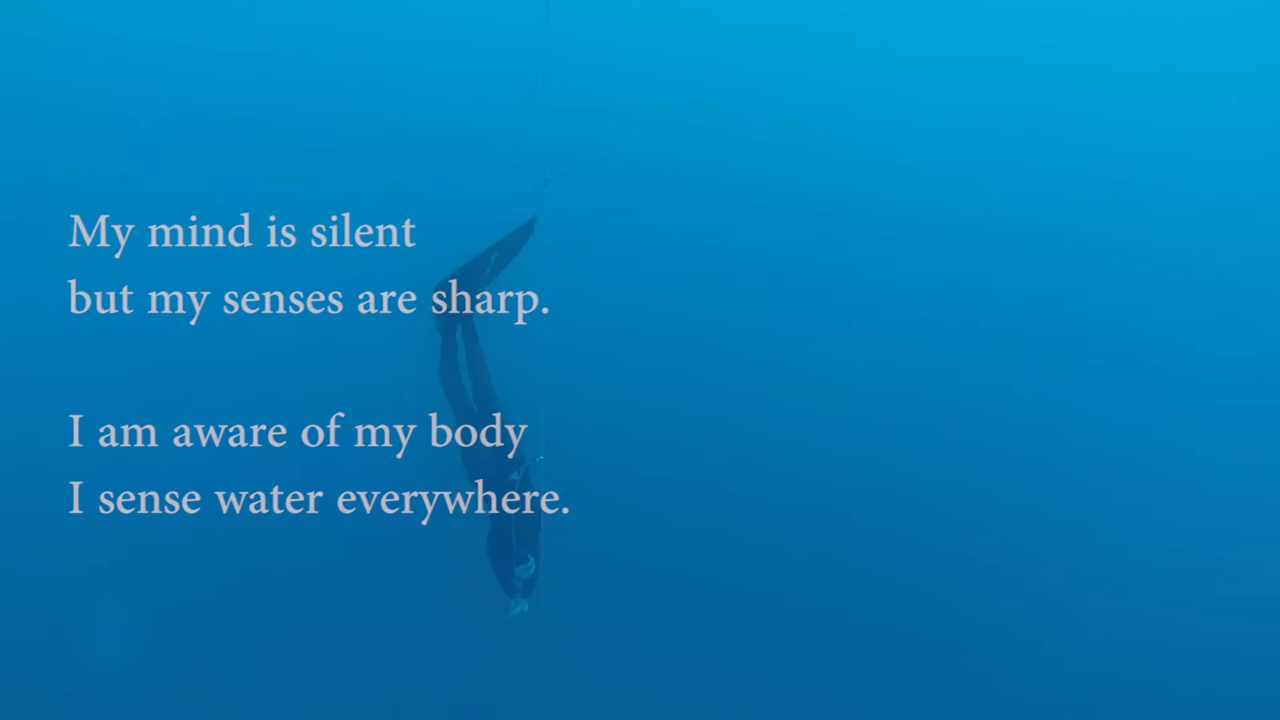 My mind is silent
but my senses are sharp.
I am aware of my body
I sense water everywhere.